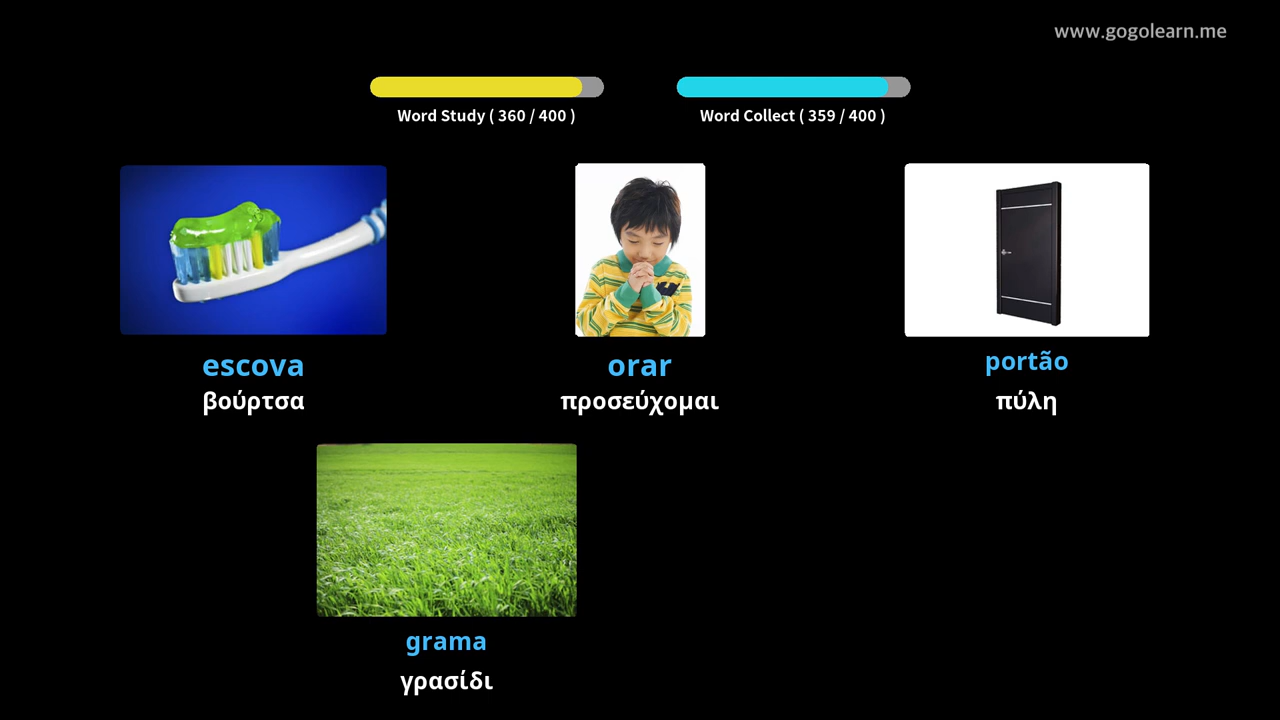 www.gogolearn.me
Word Study ( 360 / 400 )
Word Collect ( 359 / 400 )
escova
βούρτσα
orar
προσεύχομαι
portão
πύλη
grama
γρασίδι